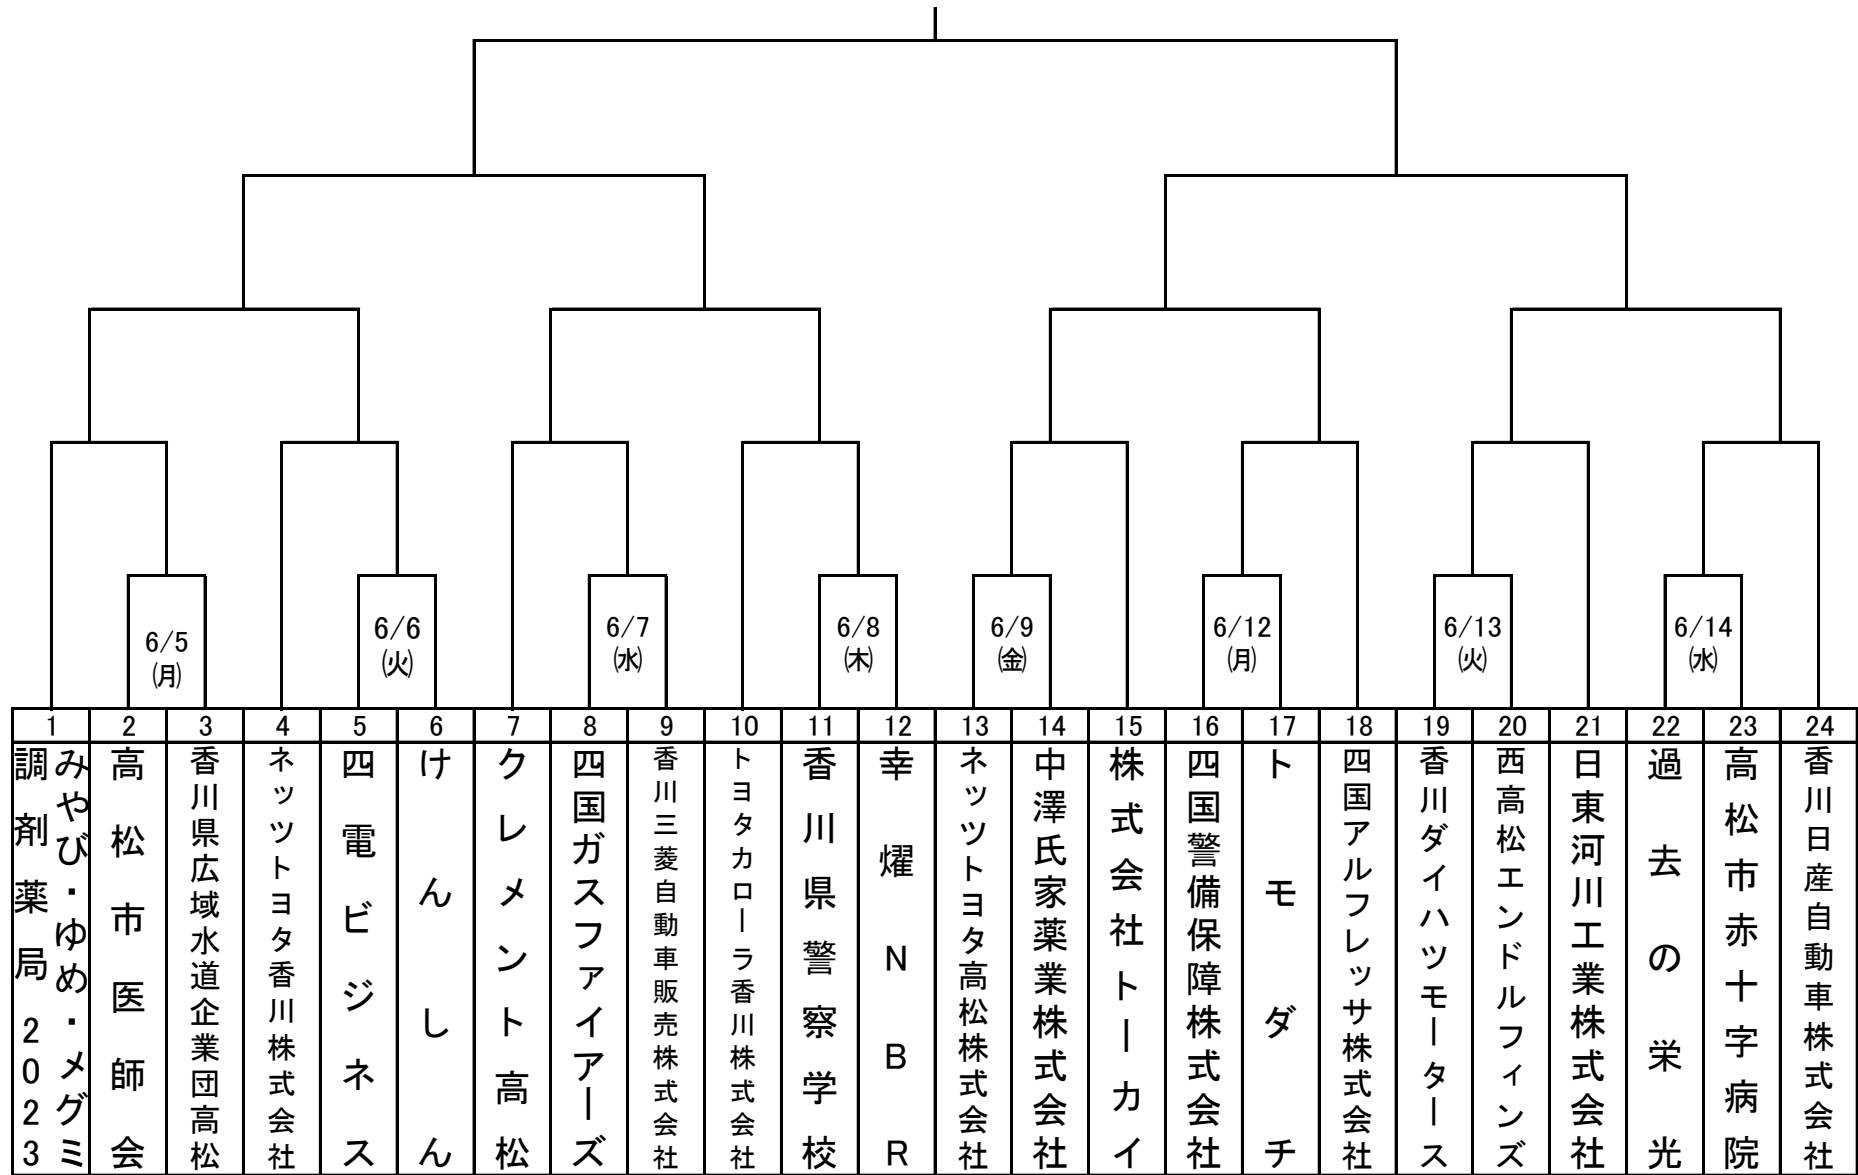 6/5
(月)
6/6
(火)
6/7
(水)
6/8
(木)
6/9
(金)
6/12
(月)
6/13
(火)
6/14
(水)
1
2
3
4
5
6
7
8
9
10
11
12
13
14
15
16
17
18
19
20
21
22
23
24
みやび・ゆめ・メグミ
調剤薬局2023
高松市医師会
香川県広域水道企業団高松
ネッツトヨタ香川株式会社
四電ビジネス
けんしん
クレメント高松
四国ガスファイアーズ
香川三菱自動車販売株式会社
トヨタカローラ香川株式会社
香川県警察学校
幸燿NBR
ネッツトヨタ高松株式会社
中澤氏家薬業株式会社
株式会社トーカイ
四国警備保障株式会社
トモダチ
四国アルフレッサ株式会社
香川ダイハツモータース
西高松エンドルフィンズ
日東河川工業株式会社
過去の栄光
高松市赤十字病院
香川日産自動車株式会社